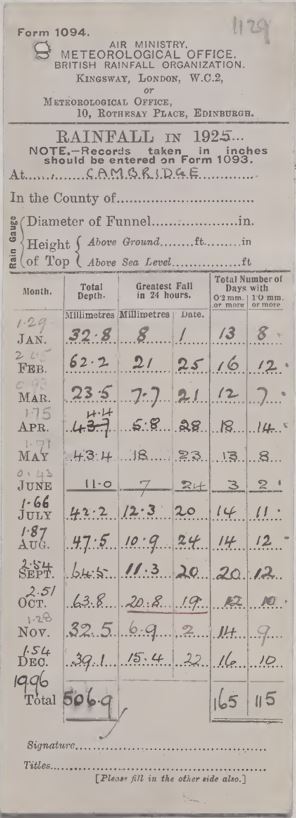 1129
Form 1094.
AIR MINISTRY.
METEOROLOGICAL OFFICE.
BRITISH RAINFALL ORGANIZATION.
KINGSWAY, LONDON, W.C.2,
or
METEOROLOGICAL OFFICE,
10, ROTHESAY PLACE, EDINBURGH.
RAINFALL IN 1925...
NOTE.—Records taken in inches
should be entered on Form 1093.
At CAMBRIDGE
In the County of
Rain Gauge
Diameter of Funnel in.
Height of Top
Above Ground ft. in
Above Sea Level ft
Month. Total Depth. Greatest Fall in 24 hours. Total Number of Days with
0·2 mm. or more 1·0 mm. or more
Millimetres Millimetres Date.
1·29
JAN. 32.8 8 1 13 8
FEB. 62.2 21 25 16 12
0·93
MAR. 23.5 7.7 21 12 7
1·75 44.4
APR. 43.7 6.8 28 18 14
1·71
MAY 43.4 18 23 13 8
0·43
JUNE 11.0 7 24 3 2
1·66
JULY 42.2 12.3 20 14 11
1·87
AUG. 47.5 10.9 24 14 12
2·54
SEPT. 64.5 11.3 20 20 12
2·51
OCT. 63.8 20.8 19 12 10
1·28
NOV. 32.5 6.9 2 14 9
1·54
DEC. 39.1 15.4 22 16 10
1996
Total 506.9 165 115
Signature
Titles
[Please fill in the other side also.]